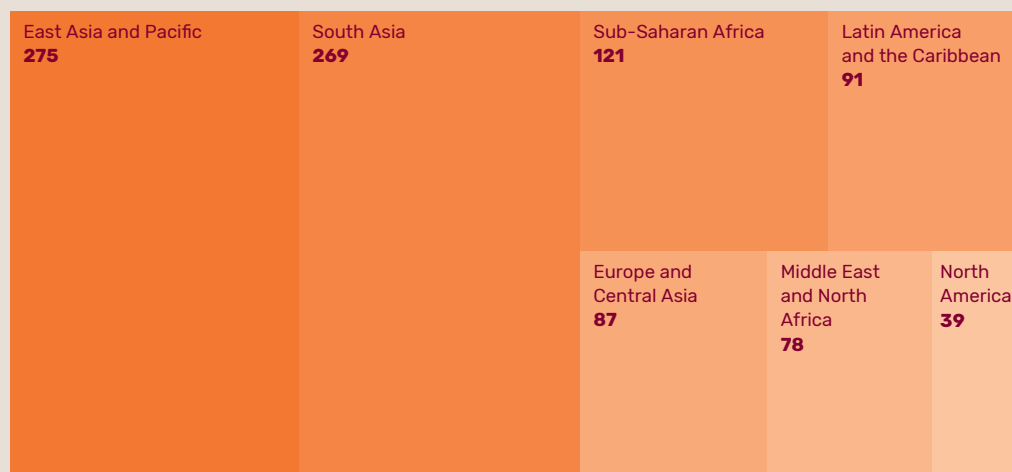 East Asia and Pacific
275
South Asia
269
Sub-Saharan Africa
121
Latin America
and the Caribbean
91
Europe and
Central Asia
87
Middle East
and North
Africa
78
North
America
39